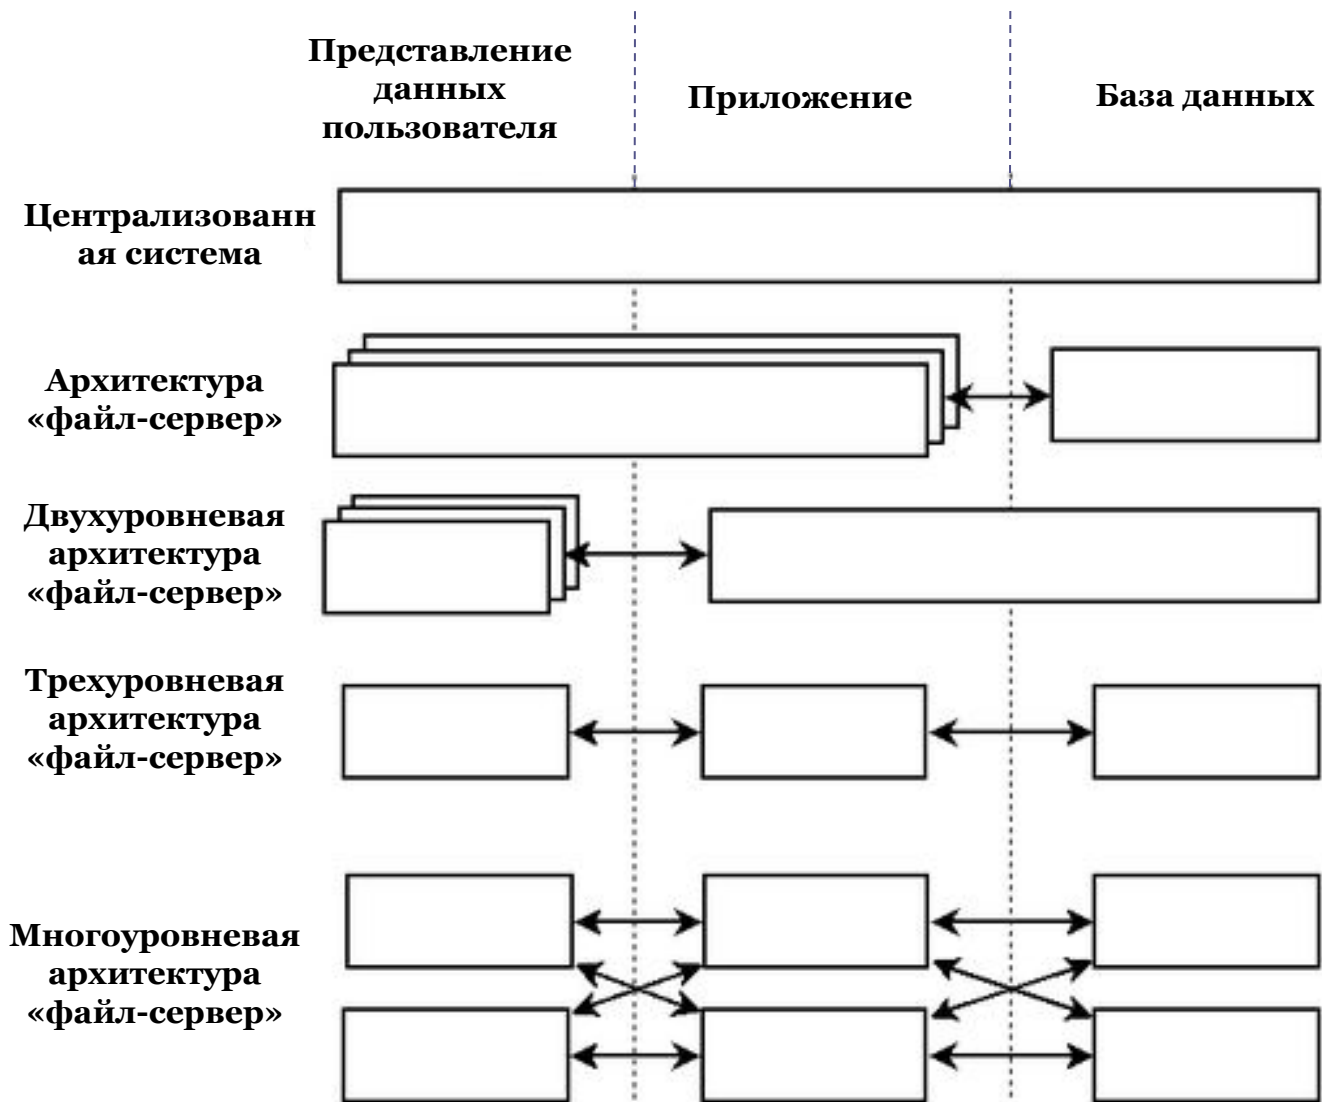 Представление
данных
пользователя
Приложение
База данных
Централизованн
ая система
Архитектура
«файл-сервер»
Двухуровневая
архитектура
«файл-сервер»
Трехуровневая
архитектура
«файл-сервер»
Многоуровневая
архитектура
«файл-сервер»